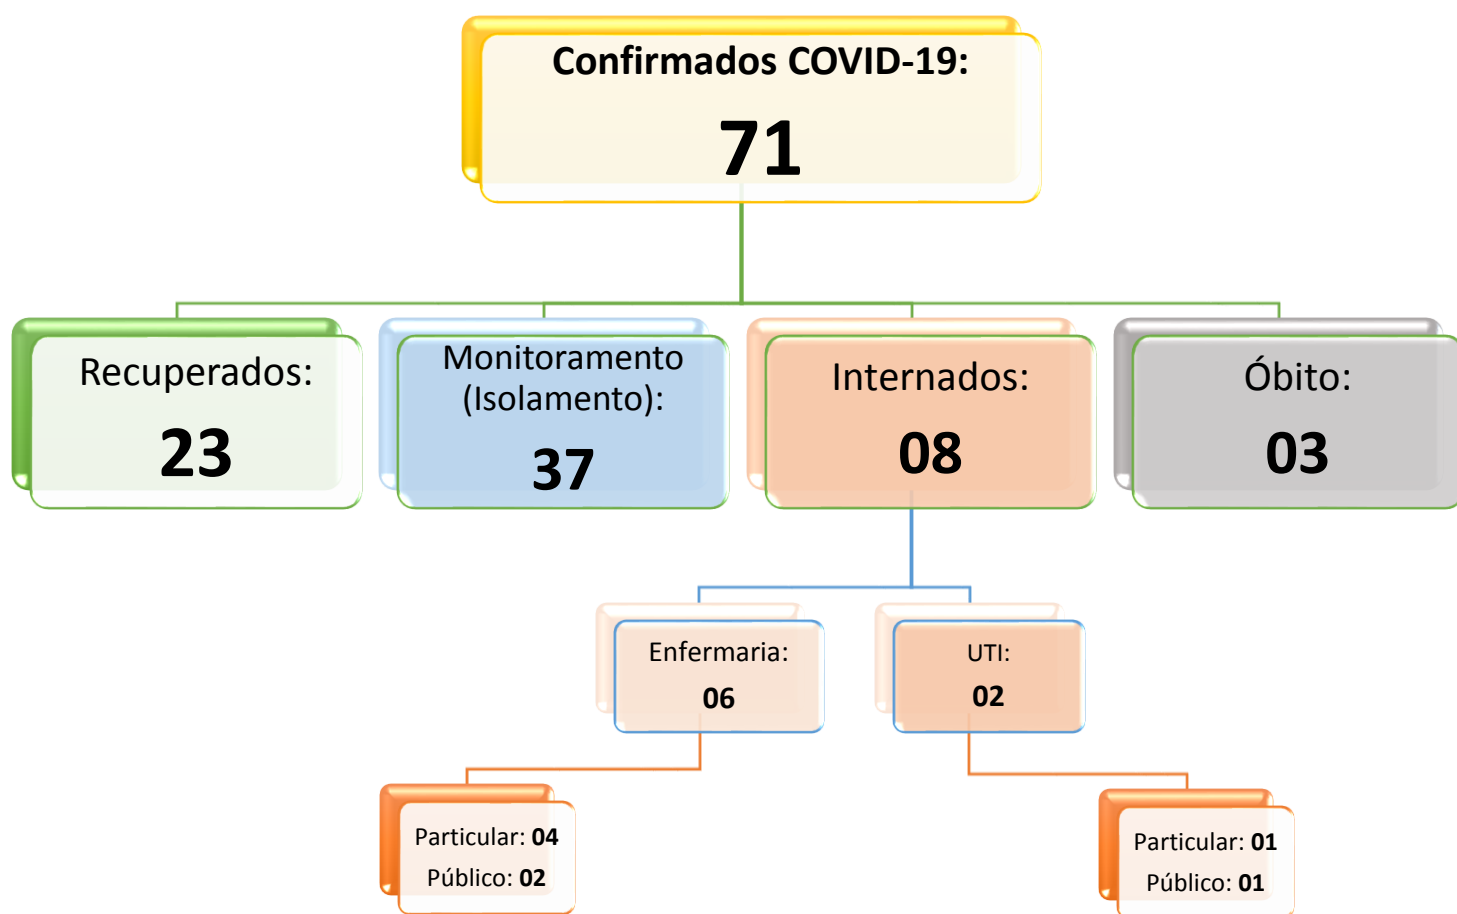 Confirmados COVID-19:
71
Recuperados:
23
Monitoramento
(Isolamento):
37
Internados:
08
Óbito:
03
Enfermaria:
06
UTI:
02
Particular: 04
Público: 02
Particular: 01
Público: 01